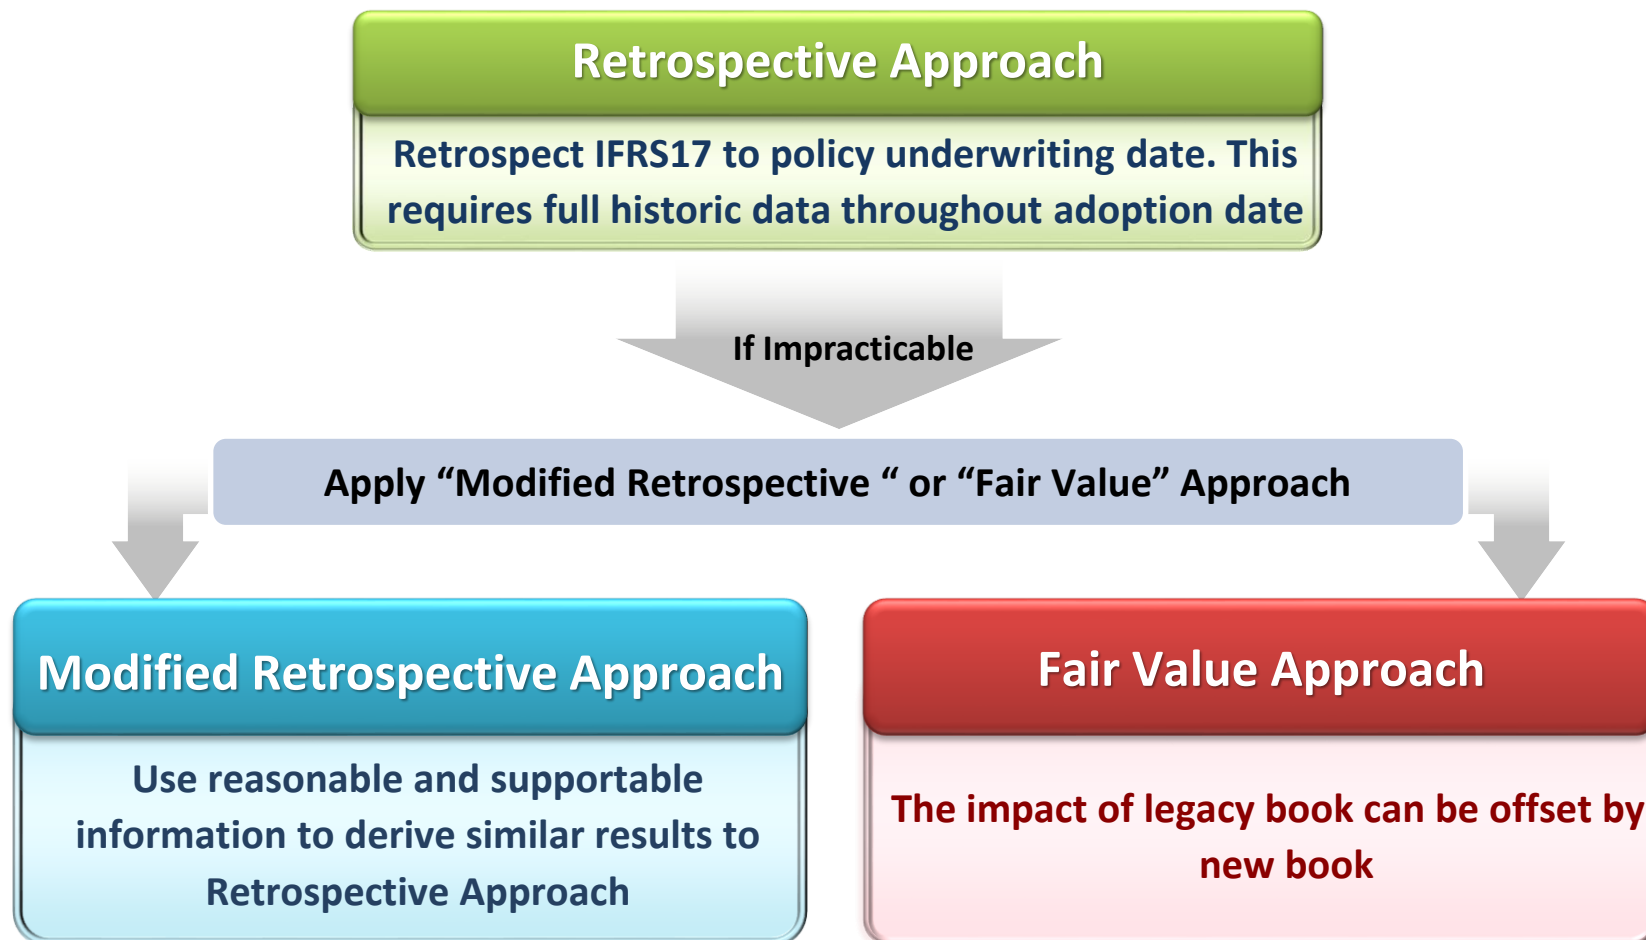 Retrospective Approach
Retrospect IFRS17 to policy underwriting date. This
requires full historic data throughout adoption date
If Impracticable
Apply “Modified Retrospective “ or “Fair Value” Approach
Modified Retrospective Approach
Use reasonable and supportable
information to derive similar results to
Retrospective Approach
Fair Value Approach
The impact of legacy book can be offset by
new book